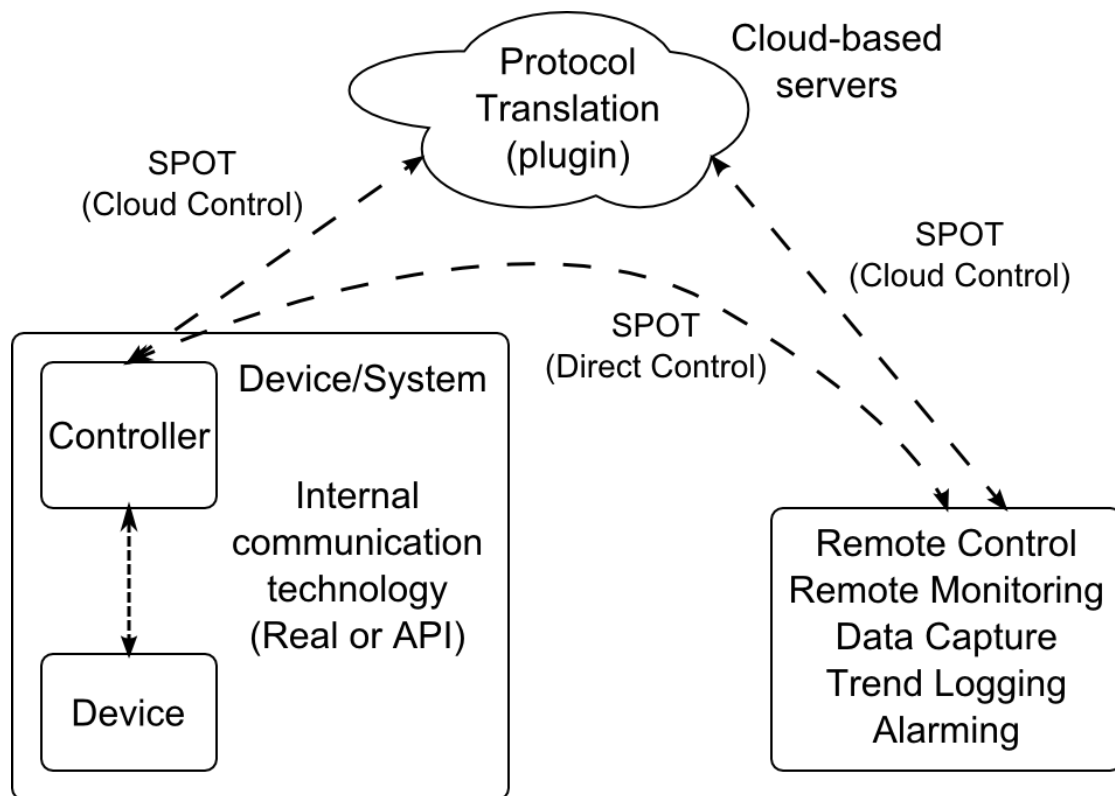 Protocol
Translation
(plugin)
Cloud-based
servers
SPOT
(Cloud Control)
SPOT
(Cloud Control)
SPOT
(Direct Control)
Device/System
Controller
Internal
communication
technology
(Real or API)
Device
Remote Control
Remote Monitoring
Data Capture
Trend Logging
Alarming